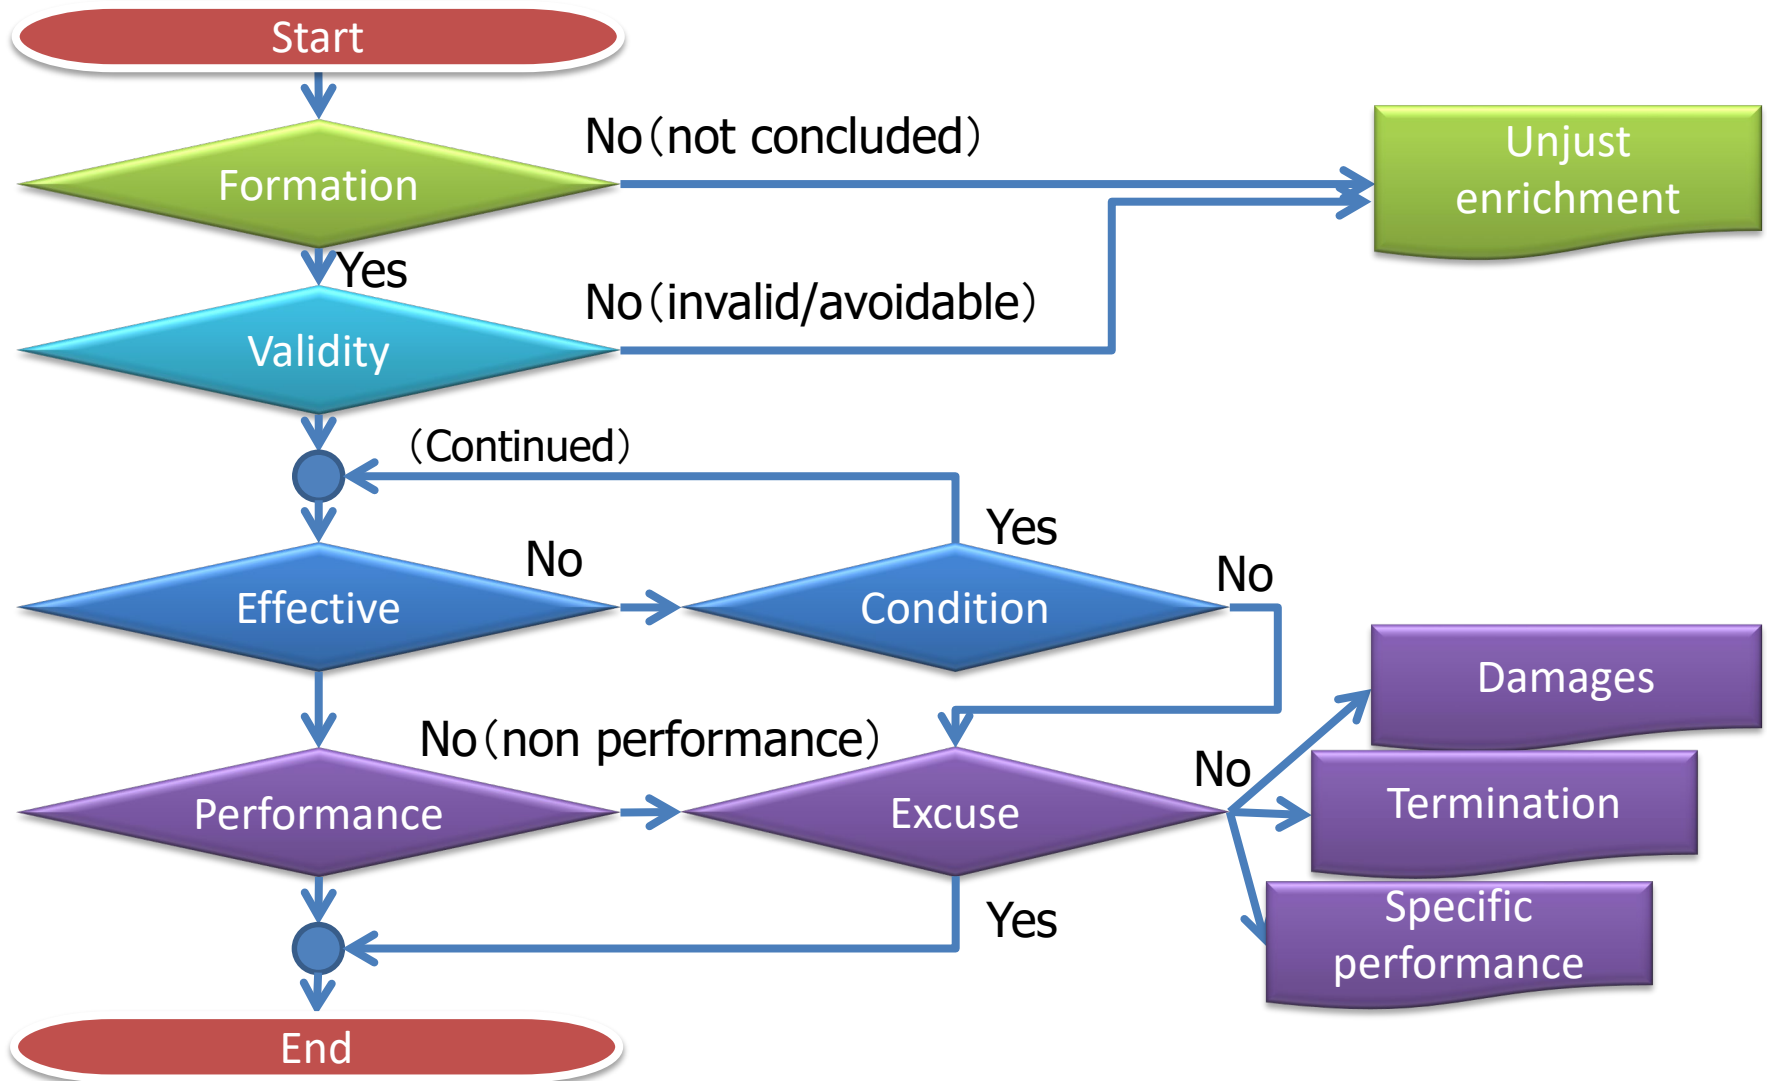 Start
No（not concluded）
Unjust
enrichment
Formation
Yes
No（invalid/avoidable）
Validity
（Continued）
Yes
No
No
Effective
Condition
Damages
No（non performance）
No
Performance
Excuse
Termination
Yes
Specific
performance
End